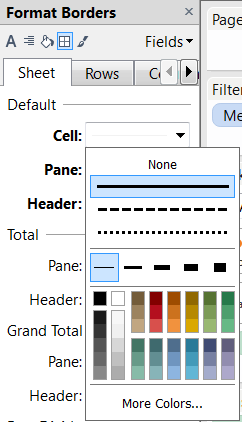 Format Borders ×
A Fields
Sheet Rows
Default
Cell:
Pane:
Header:
Total
Pane:
Header:
Grand Total
Pane:
Header:
None
More Colors...
Page
Filter
Me